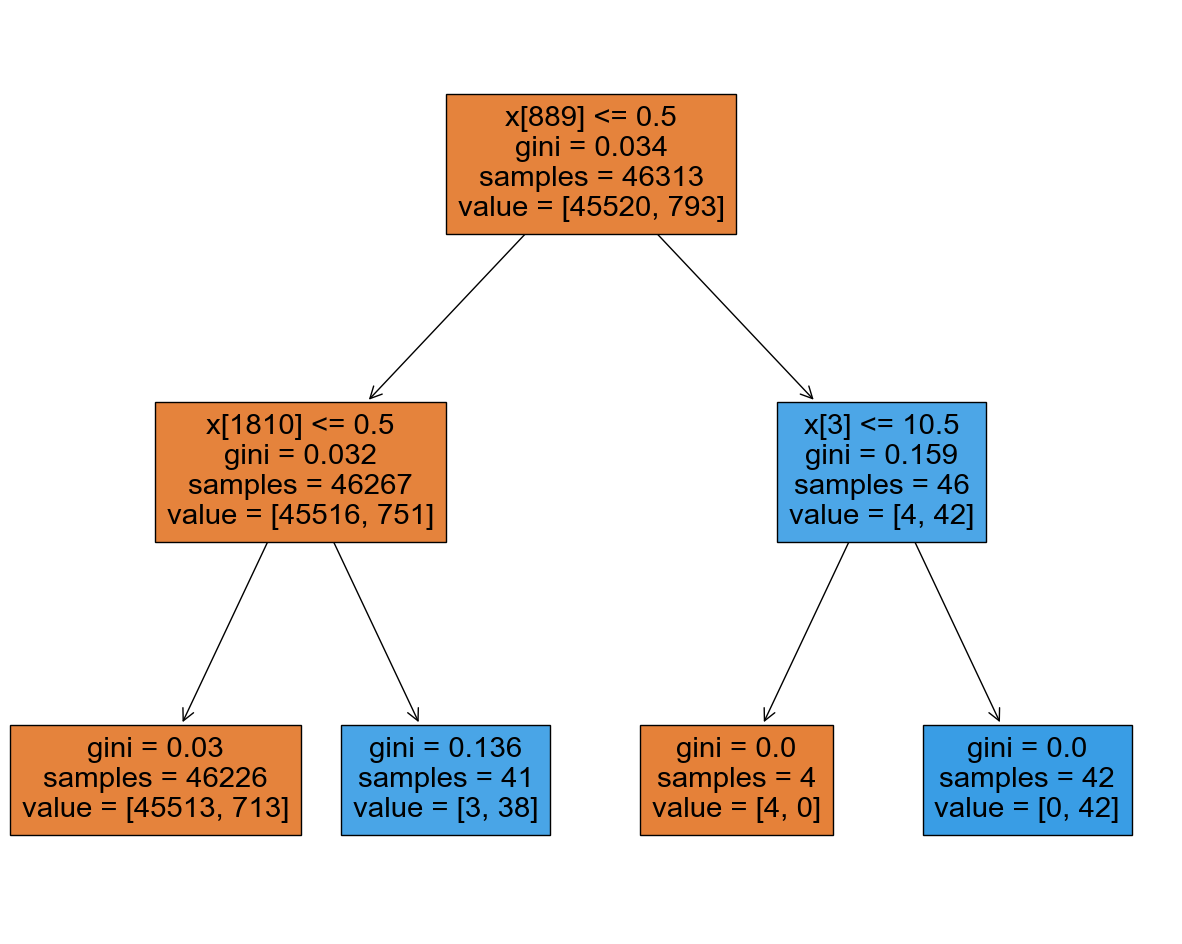 x[889] <= 0.5
gini = 0.034
samples = 46313
value = [45520, 793]
x[1810] <= 0.5
gini = 0.032
samples = 46267
value = [45516, 751]
x[3] <= 10.5
gini = 0.159
samples = 46
value = [4, 42]
gini = 0.03
samples = 46226
value = [45513, 713]
gini = 0.136
samples = 41
value = [3, 38]
gini = 0.0
samples = 4
value = [4, 0]
gini = 0.0
samples = 42
value = [0, 42]